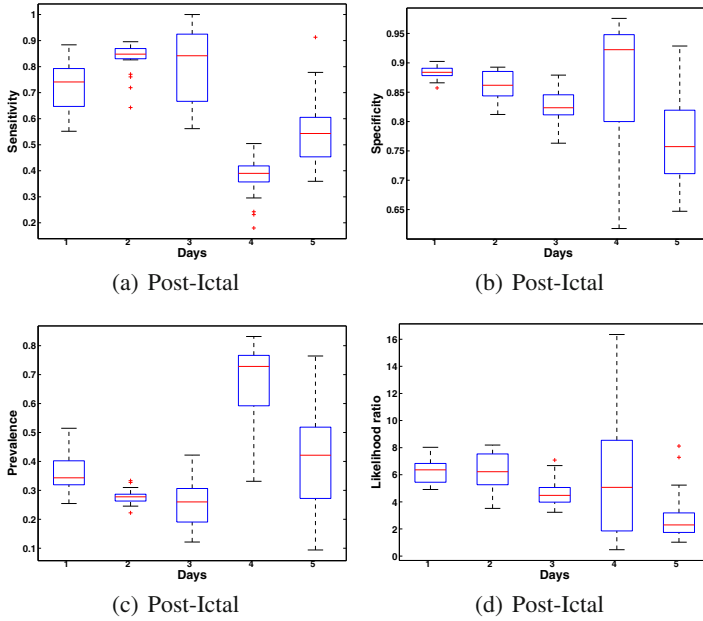 1
0.9
0.8
0.7
0.6
0.5
0.4
0.3
0.2
Sensitivity
1 2 3 4 5
Days
(a) Post-Ictal
0.95
0.9
0.85
0.8
0.75
0.7
0.65
Specificity
1 2 3 4 5
Days
(b) Post-Ictal
0.8
0.7
0.6
0.5
0.4
0.3
0.2
0.1
Prevalence
1 2 3 4 5
Days
(c) Post-Ictal
16
14
12
10
8
6
4
2
0
Likelihood ratio
1 2 3 4 5
Days
(d) Post-Ictal